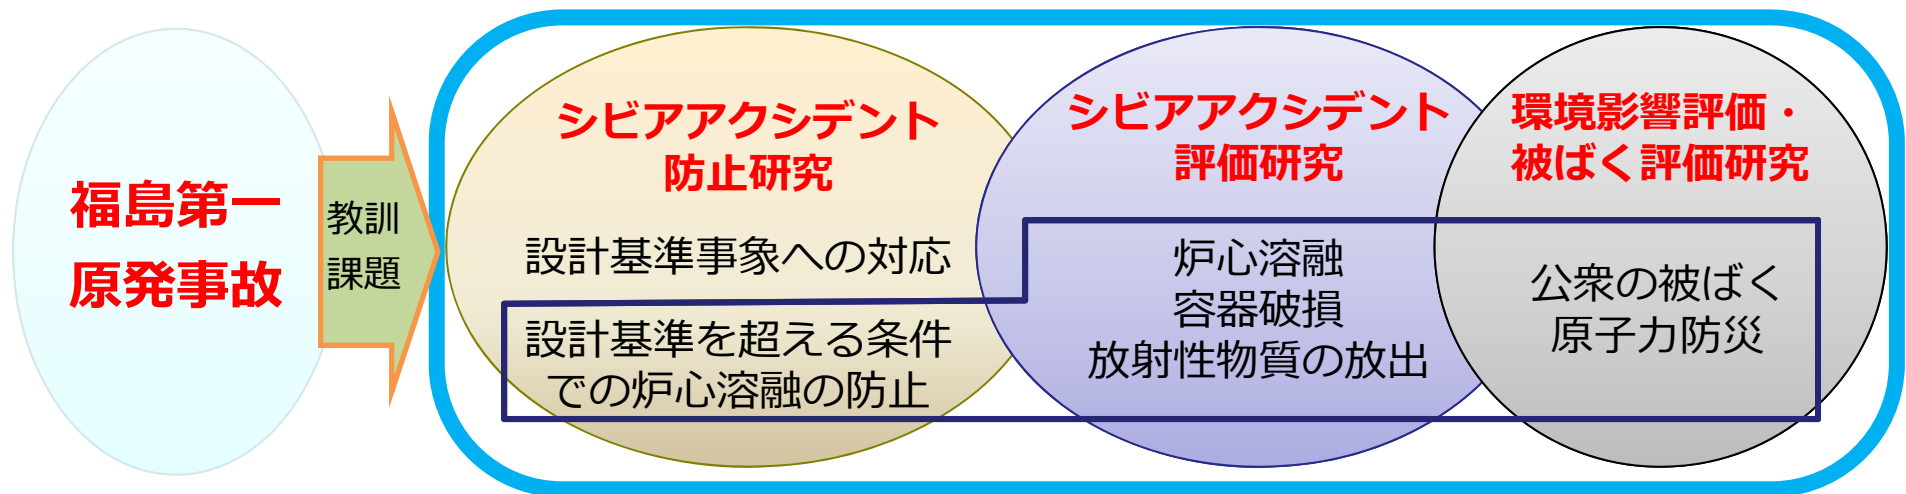 福島第一
原発事故
教訓
課題
シビアアクシデント
防止研究
設計基準事象への対応
設計基準を超える条件
での炉心溶融の防止
シビアアクシデント
評価研究
炉心溶融
容器破損
放射性物質の放出
環境影響評価・
被ばく評価研究
公衆の被ばく
原子力防災